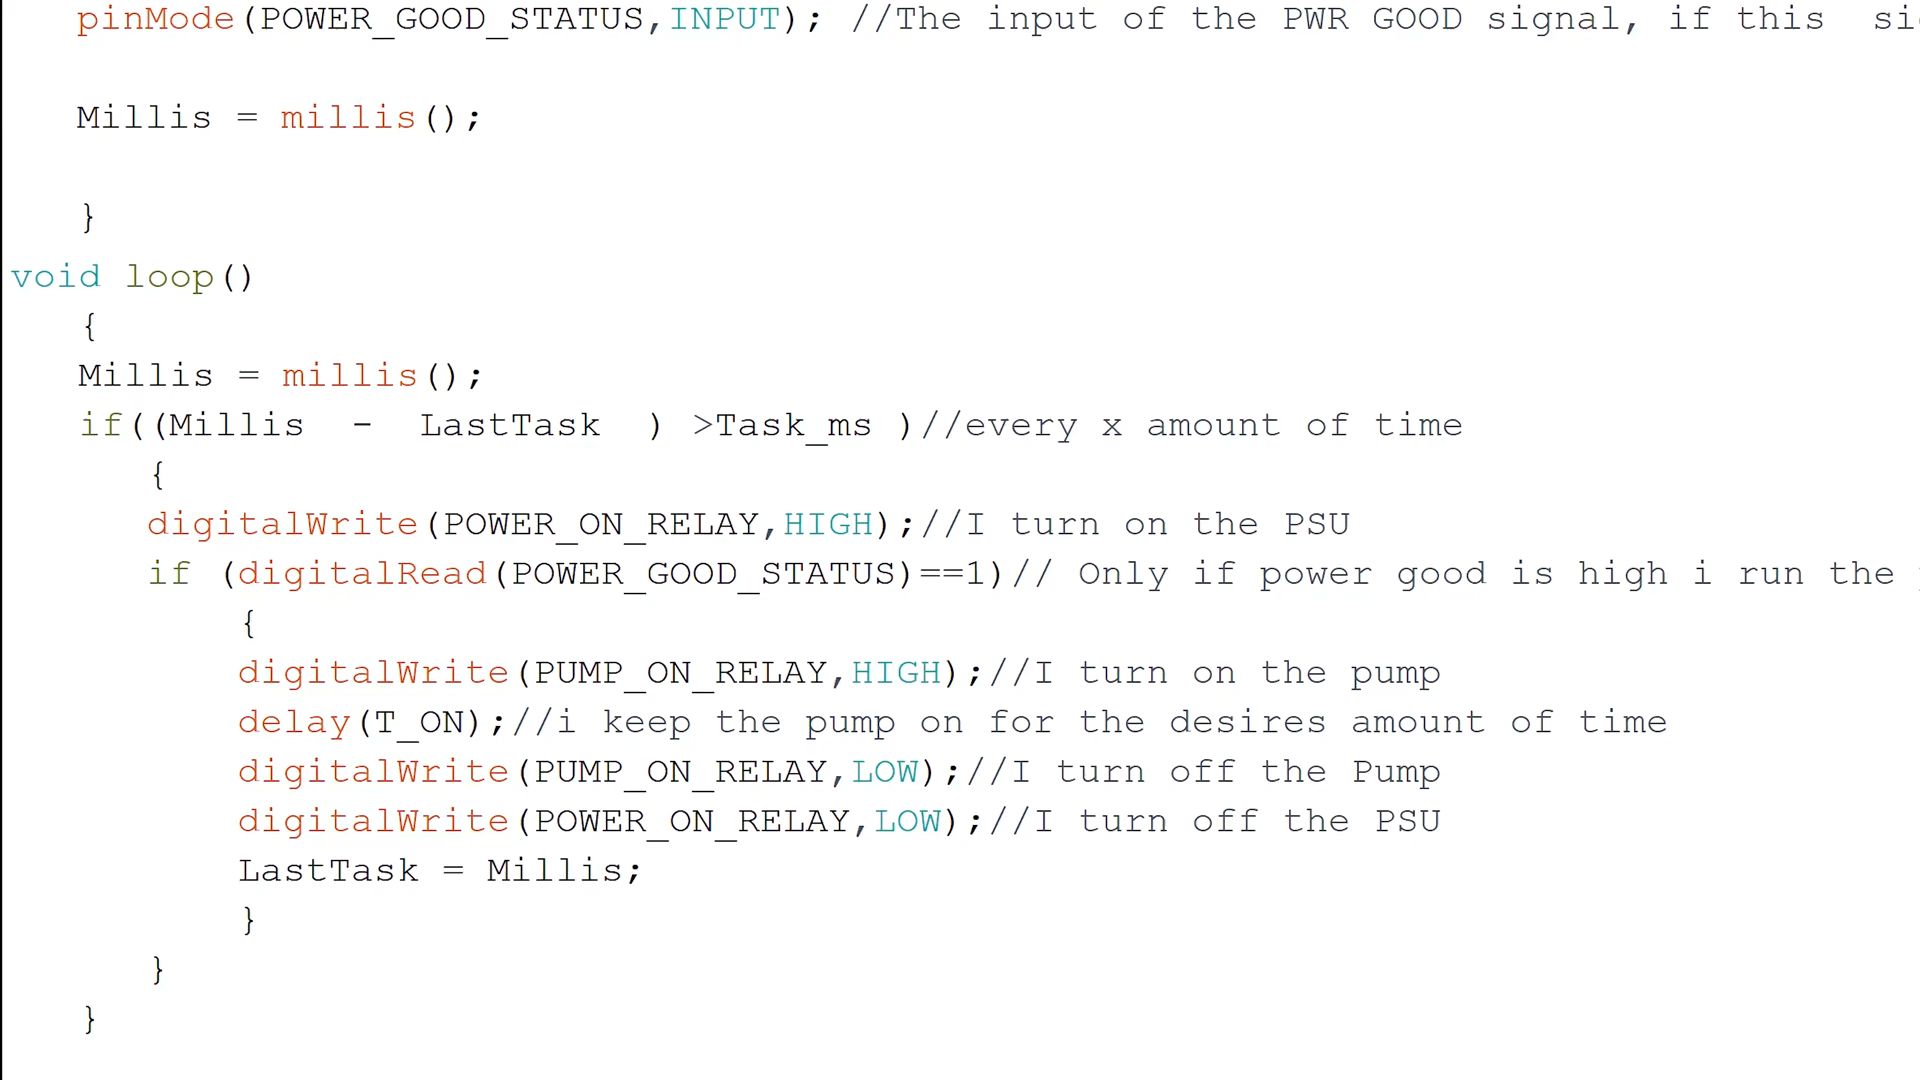 pinMode(POWER_GOOD_STATUS,INPUT); //The input of the PWR GOOD signal, if this
Millis = millis();
}
void loop()
{
Millis = millis();
if((Millis - LastTask ) >Task_ms )//every x amount of time
{
digitalWrite(POWER_ON_RELAY,HIGH);//I turn on the PSU
if (digitalRead(POWER_GOOD_STATUS)==1)// Only if power good is high i run the
{
digitalWrite(PUMP_ON_RELAY,HIGH);//I turn on the pump
delay(T_ON);//i keep the pump on for the desires amount of time
digitalWrite(PUMP_ON_RELAY,LOW);//I turn off the Pump
digitalWrite(POWER_ON_RELAY,LOW);//I turn off the PSU
LastTask = Millis;
}
}
}